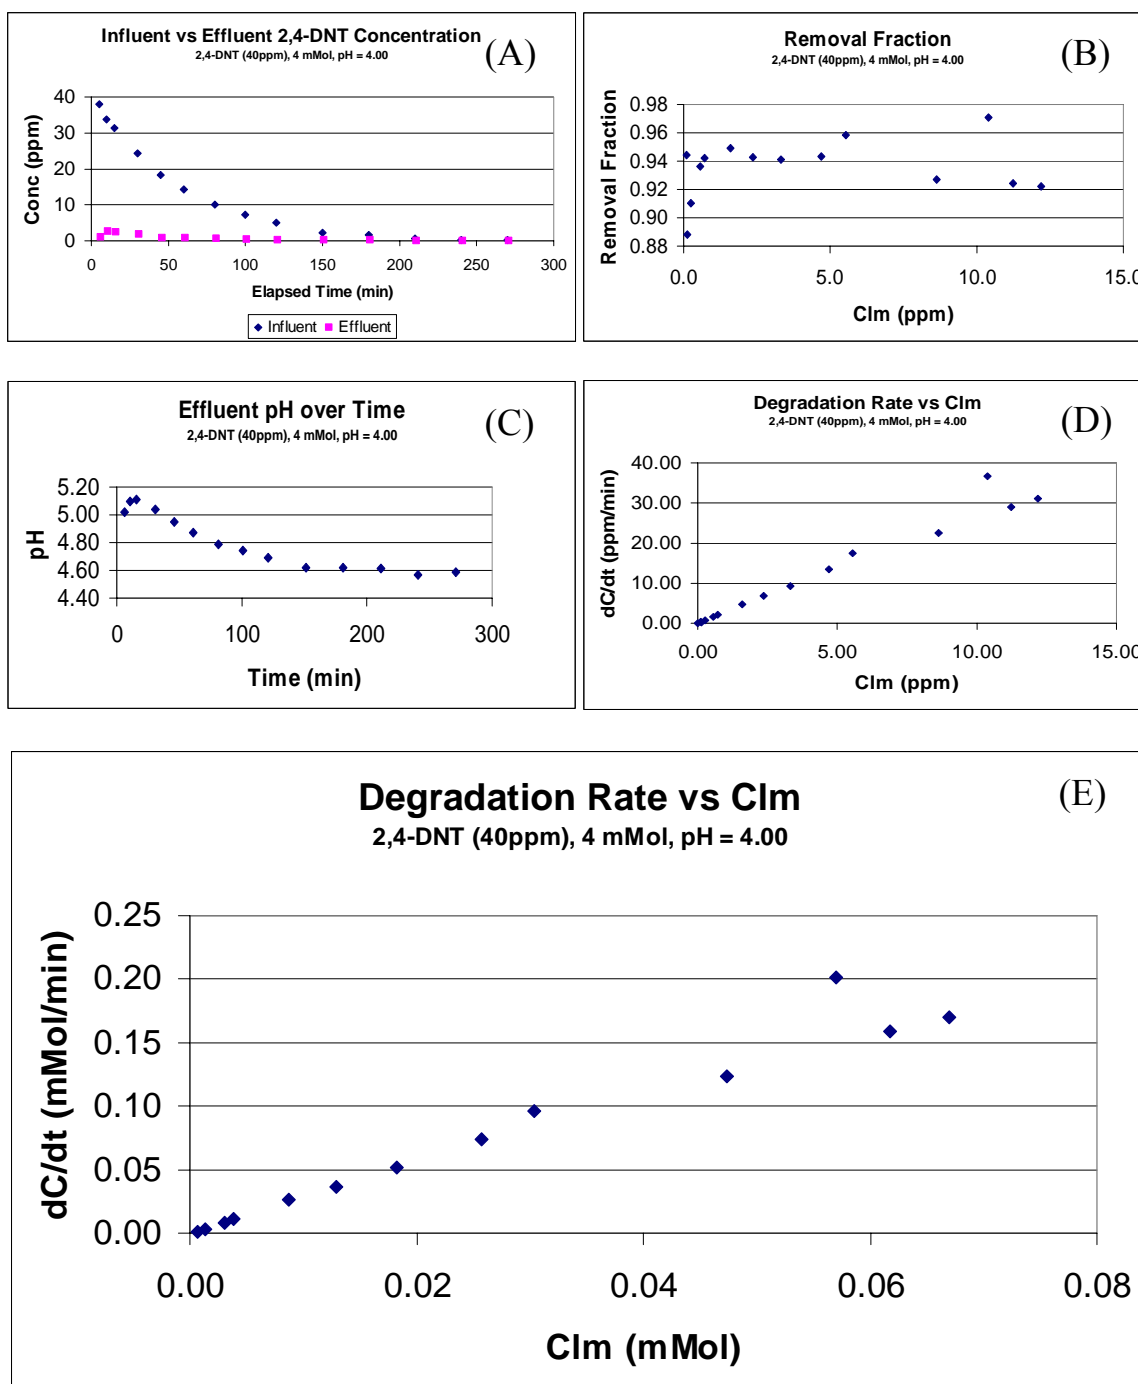 Influent vs Effluent 2,4-DNT Concentration
2,4-DNT (40ppm), 4 mMol, pH = 4.00
(A)
Conc (ppm)
40
30
20
10
0
0 50 100 150 200 250 300
Elapsed Time (min)
Influent Effluent
Removal Fraction
2,4-DNT (40ppm), 4 mMol, pH = 4.00
(B)
Removal Fraction
0.98
0.96
0.94
0.92
0.90
0.88
0.0 5.0 10.0 15.0
Clm (ppm)
Effluent pH over Time
2,4-DNT (40ppm), 4 mMol, pH = 4.00
(C)
pH
5.20
5.00
4.80
4.60
4.40
0 100 200 300
Time (min)
Degradation Rate vs Clm
2,4-DNT (40ppm), 4 mMol, pH = 4.00
(D)
dC/dt (ppm/min)
40.00
30.00
20.00
10.00
0.00
0.00 5.00 10.00 15.00
Clm (ppm)
Degradation Rate vs Clm
2,4-DNT (40ppm), 4 mMol, pH = 4.00
(E)
dC/dt (mMol/min)
0.25
0.20
0.15
0.10
0.05
0.00
0.00 0.02 0.04 0.06 0.08
Clm (mMol)